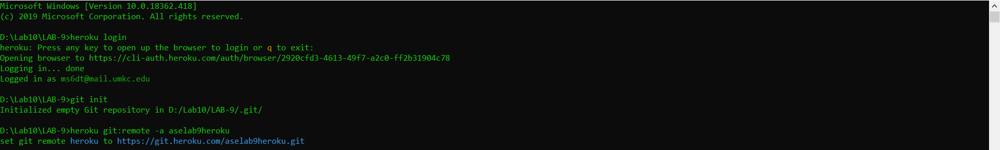 Microsoft Windows [Version 10.0.18362.418]
(c) 2019 Microsoft Corporation. All rights reserved.
D:\Lab10\LAB-9>heroku login
heroku: Press any key to open up the browser to login or q to exit:
Opening browser to https://cli-auth.heroku.com/auth/browser/2920cfd3-4613-49f7-a2c0-ff2b31904c78
Logging in... done
Logged in as ms6dt@mail.umkc.edu
D:\Lab10\LAB-9>git init
Initialized empty Git repository in D:/Lab10/LAB-9/.git/
D:\Lab10\LAB-9>heroku git:remote -a aselab9heroku
set git remote heroku to https://git.heroku.com/aselab9heroku.git